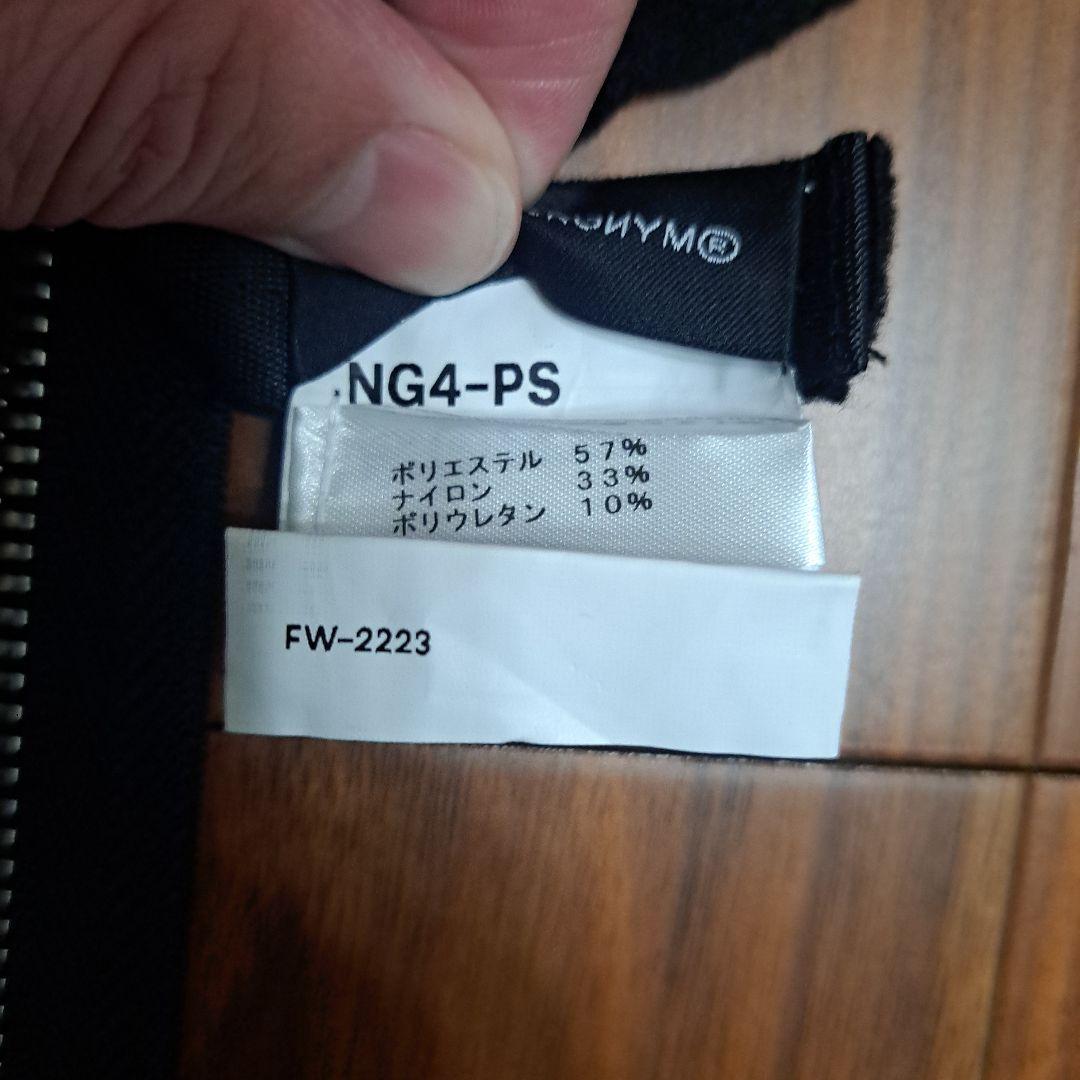 NYM®
.NG4-PS
ポリエステル 57%
ナイロン 33%
ポリウレタン 10%
FW-2223